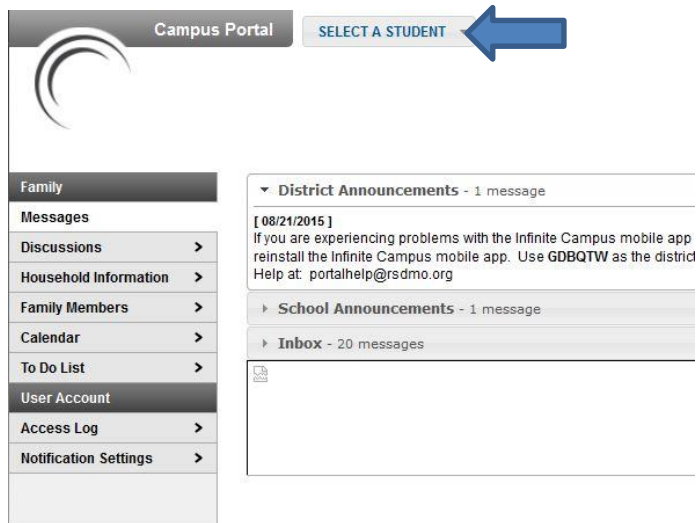 Campus Portal
SELECT A STUDENT
Family
Messages
Discussions
Household Information
Family Members
Calendar
To Do List
User Account
Access Log
Notification Settings
District Announcements - 1 message
[ 08/21/2015 ]
If you are experiencing problems with the Infinite Campus mobile app
reinstall the Infinite Campus mobile app. Use GDBQTW as the district
Help at: portalhelp@rsdmo.org
School Announcements - 1 message
Inbox - 20 messages